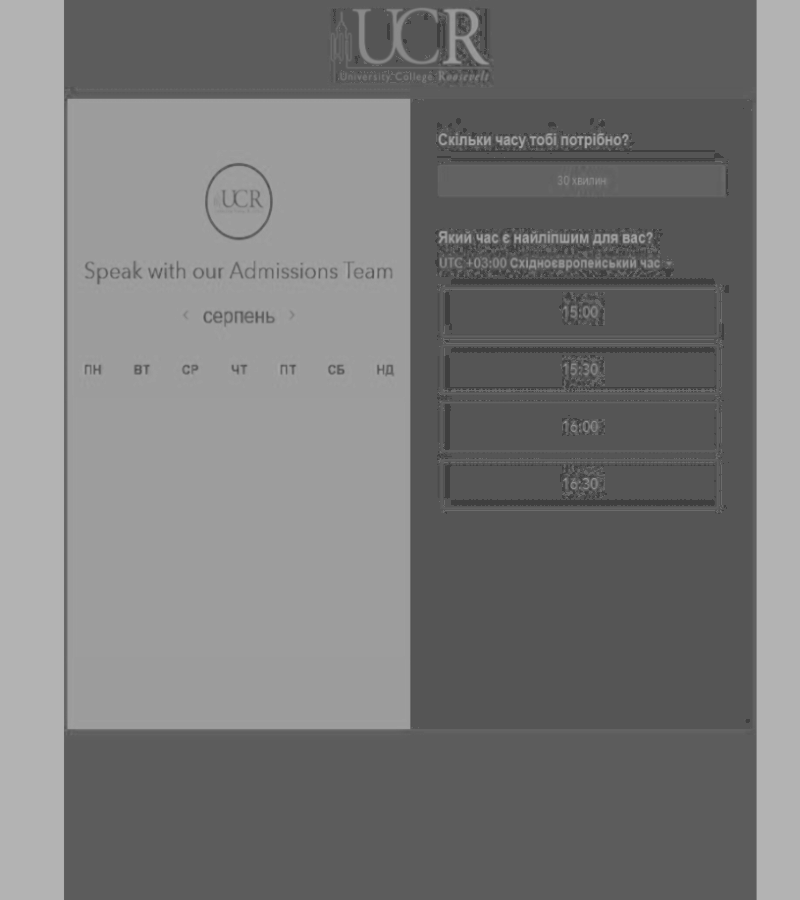 UCR
University College Roosevelt
UCR
Speak with our Admissions Team
‹ серпень ›
ПН ВТ СР ЧТ ПТ СБ НД
Скільки часу тобі потрібно?
30 хвилин
Який час є найліпшим для вас?
UTC +03:00 Східноєвропейський час
15:00
15:30
16:00
16:30